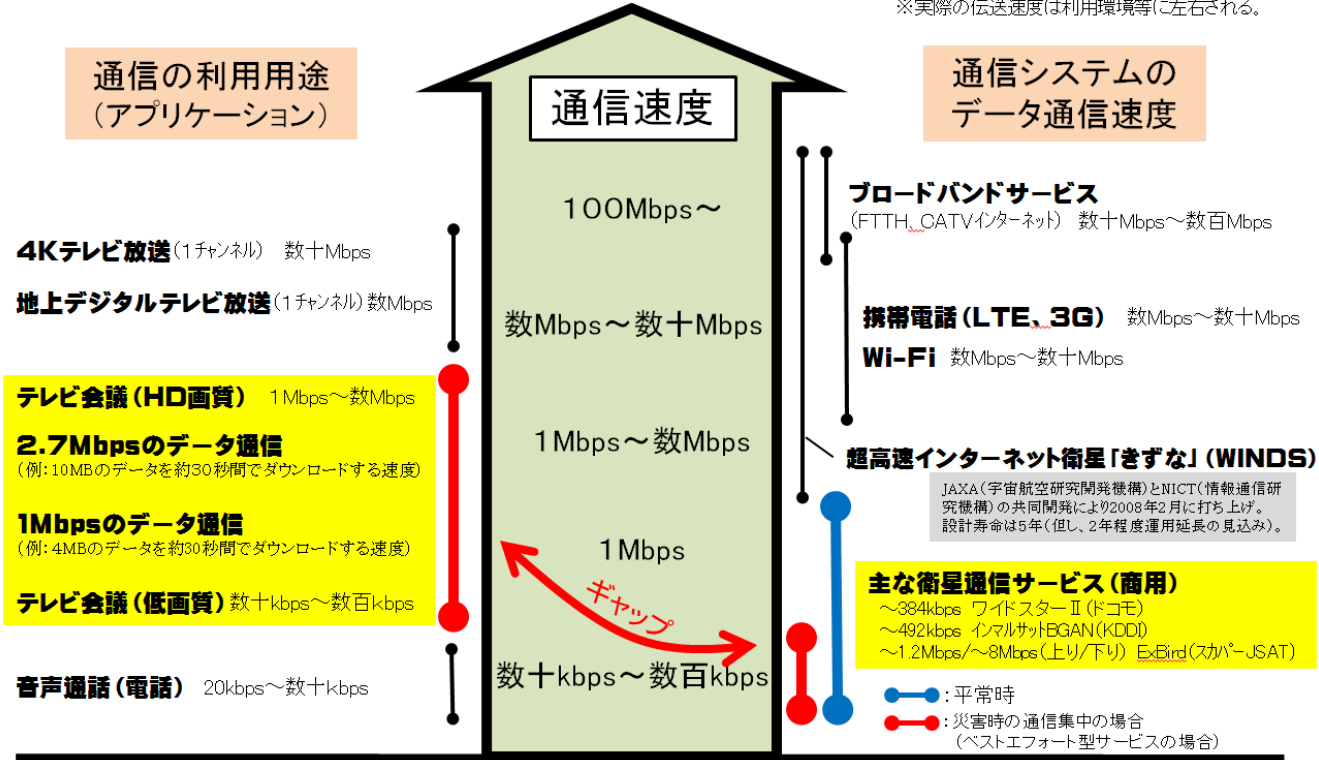 ※実際の伝送速度は利用環境等に左右される。
通信の利用用途
（アプリケーション）
通信速度
通信システムの
データ通信速度
100Mbps～
数Mbps～数十Mbps
1Mbps～数Mbps
1Mbps
数十kbps～数百kbps
ギャップ
4Kテレビ放送（1チャンネル） 数十Mbps
地上デジタルテレビ放送（1チャンネル）数Mbps
テレビ会議（HD画質） 1Mbps～数Mbps
2.7Mbpsのデータ通信
（例：10MBのデータを約30秒間でダウンロードする速度）
1Mbpsのデータ通信
（例：4MBのデータを約30秒間でダウンロードする速度）
テレビ会議（低画質）数十kbps～数百kbps
音声通話（電話） 20kbps～数十kbps
ブロードバンドサービス
（FTTH、CATVインターネット） 数十Mbps～数百Mbps
携帯電話（LTE、3G） 数Mbps～数十Mbps
Wi-Fi 数Mbps～数十Mbps
超高速インターネット衛星「きずな」（WINDS）
JAXA（宇宙航空研究開発機構）とNICT（情報通信研
究機構）の共同開発により2008年2月に打ち上げ。
設計寿命は5年（但し、2年程度運用延長の見込み）。
主な衛星通信サービス（商用）
～384kbps ワイドスターⅡ（ドコモ）
～492kbps インマルサットBGAN（KDDI）
～1.2Mbps/～8Mbps（上り/下り） ExBird（スカパーJSAT）
：平常時
：災害時の通信集中の場合
（ベストエフォート型サービスの場合）